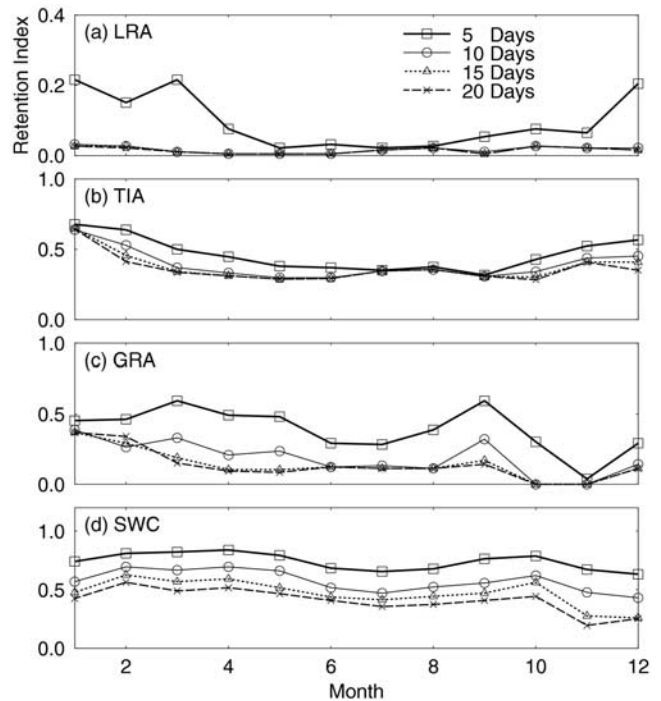 Retention Index
0.4
0.2
0.0
(a) LRA
5 Days
10 Days
15 Days
20 Days
1.0
0.5
0.0
(b) TIA
1.0
0.5
0.0
(c) GRA
1.0
0.5
0.0
(d) SWC
2 4 6 8 10 12
Month